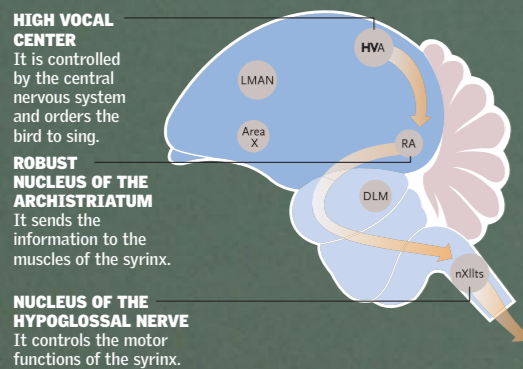 HIGH VOCAL
CENTER
It is controlled
by the central
nervous system
and orders the
bird to sing.
ROBUST
NUCLEUS OF THE
ARCHISTRIATUM
It sends the
information to the
muscles of the syrinx.
NUCLEUS OF THE
HYPOGLOSSAL NERVE
It controls the motor
functions of the syrinx.
HVA
LMAN
Area
X
RA
DLM
nXllts